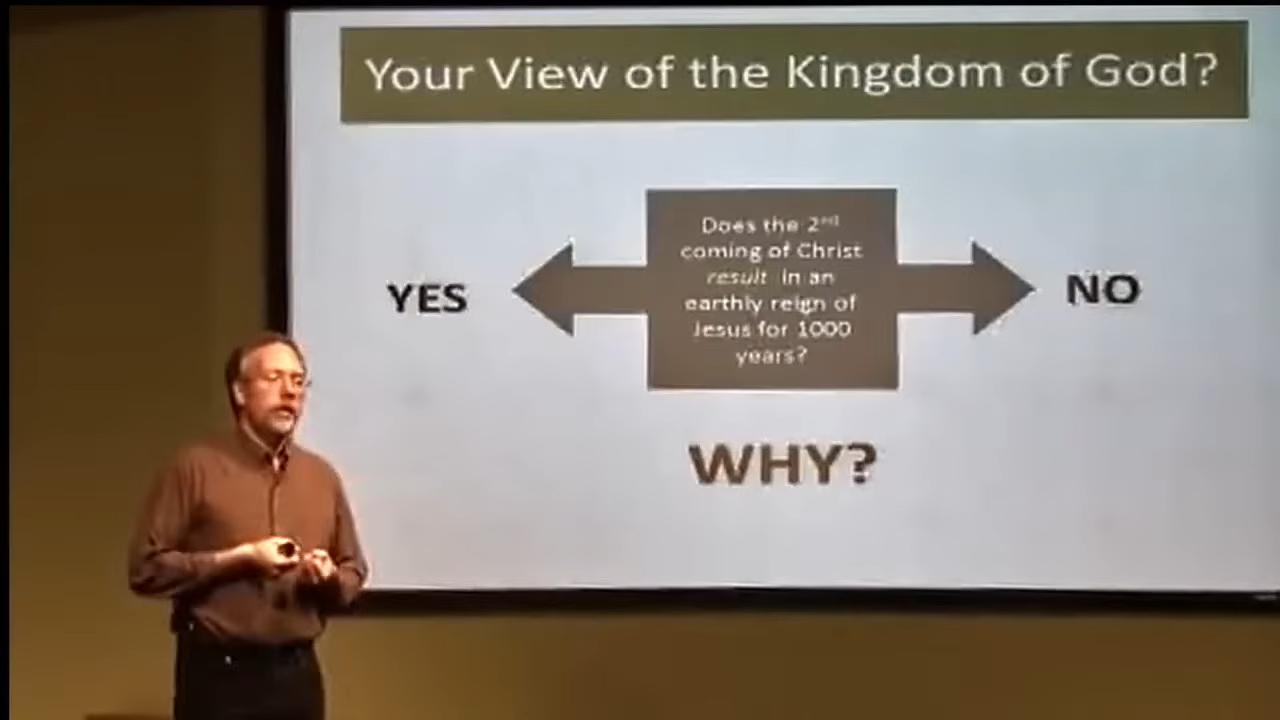 Your View of the Kingdom of God?
Does the 2nd
coming of Christ
result in an
earthly reign of
Jesus for 1000
years?
YES
NO
WHY?